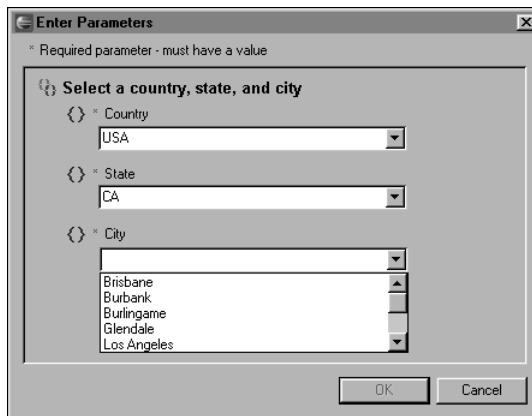 Enter Parameters
* Required parameter - must have a value
{} Select a country, state, and city
{} * Country
USA
{} * State
CA
{} * City
Brisbane
Burbank
Burlingame
Glendale
Los Angeles
OK Cancel